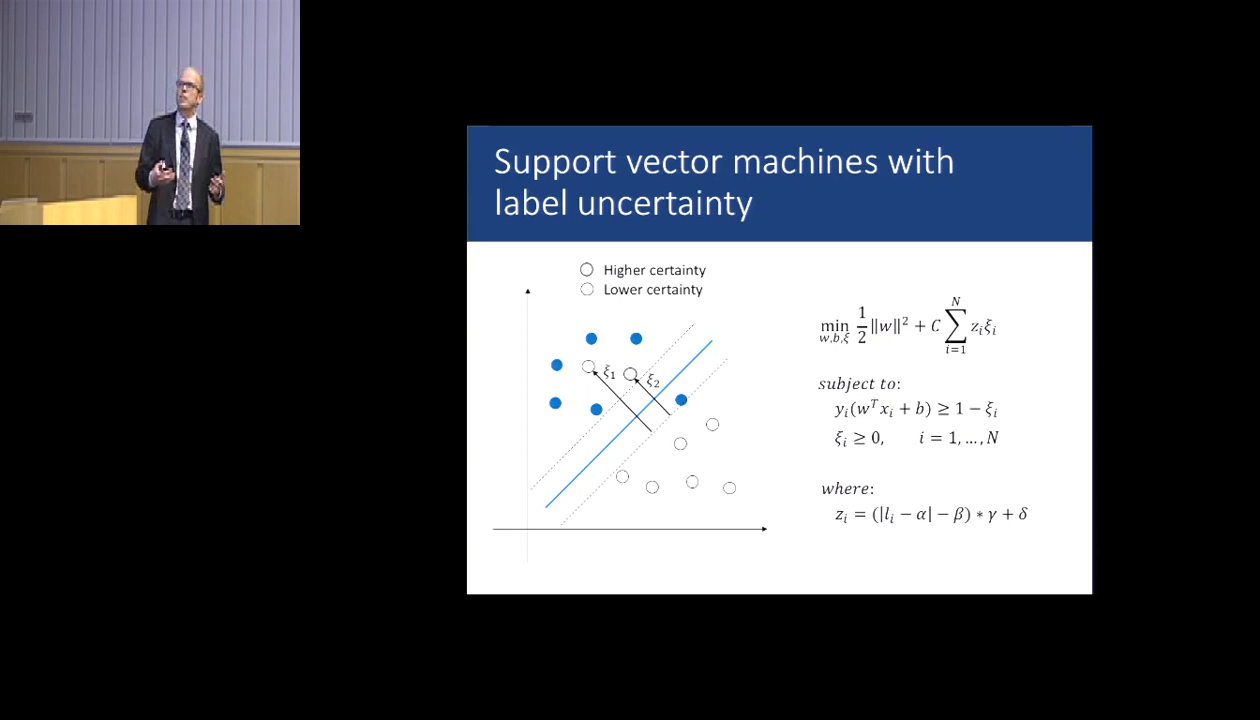 Support vector machines with
label uncertainty
Higher certainty
Lower certainty
ξ₁
ξ₂
min_{w,b,ξ} 1/2 ‖w‖² + C ∑_{i=1}^{N} z_i ξ_i
subject to:
y_i(w^T x_i + b) ≥ 1 − ξ_i
ξ_i ≥ 0, i = 1, …, N
where:
z_i = (|l_i − α| − β) ∗ γ + δ